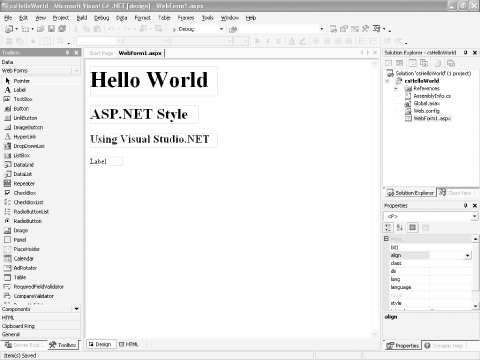 csHelloWorld - Microsoft Visual C# .NET [design] - WebForm1.aspx
File Edit View Project Build Debug Data Format Table Frames Tools Window Help
Debug
Toolbox
Data
Web Forms
Pointer
Label
TextBox
Button
LinkButton
ImageButton
HyperLink
DropDownList
ListBox
DataGrid
DataList
Repeater
CheckBox
CheckBoxList
RadioButtonList
RadioButton
Image
Panel
PlaceHolder
Calendar
AdRotator
Table
RequiredFieldValidator
CompareValidator
Components
HTML
Clipboard Ring
General
Server Expl...
Toolbox
Item(s) Saved
Start Page WebForm1.aspx
Hello World
ASP.NET Style
Using Visual Studio.NET
Label
Design
HTML
Solution Explorer - csHelloWorld
Solution 'csHelloWorld' (1 project)
csHelloWorld
References
AssemblyInfo.cs
Global.asax
Web.config
WebForm1.aspx
Solution Explorer
Class View
Properties
<P>
(id)
align
class
dir
lang
language
style
align
Properties
Dynamic Help